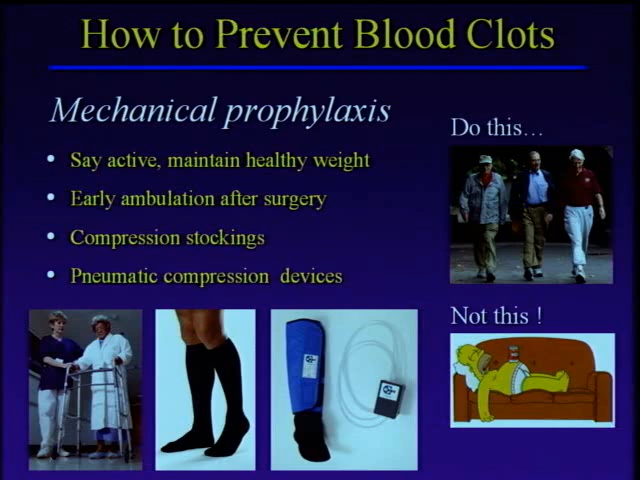 How to Prevent Blood Clots
Mechanical prophylaxis
• Say active, maintain healthy weight
• Early ambulation after surgery
• Compression stockings
• Pneumatic compression devices
Do this…
Not this !